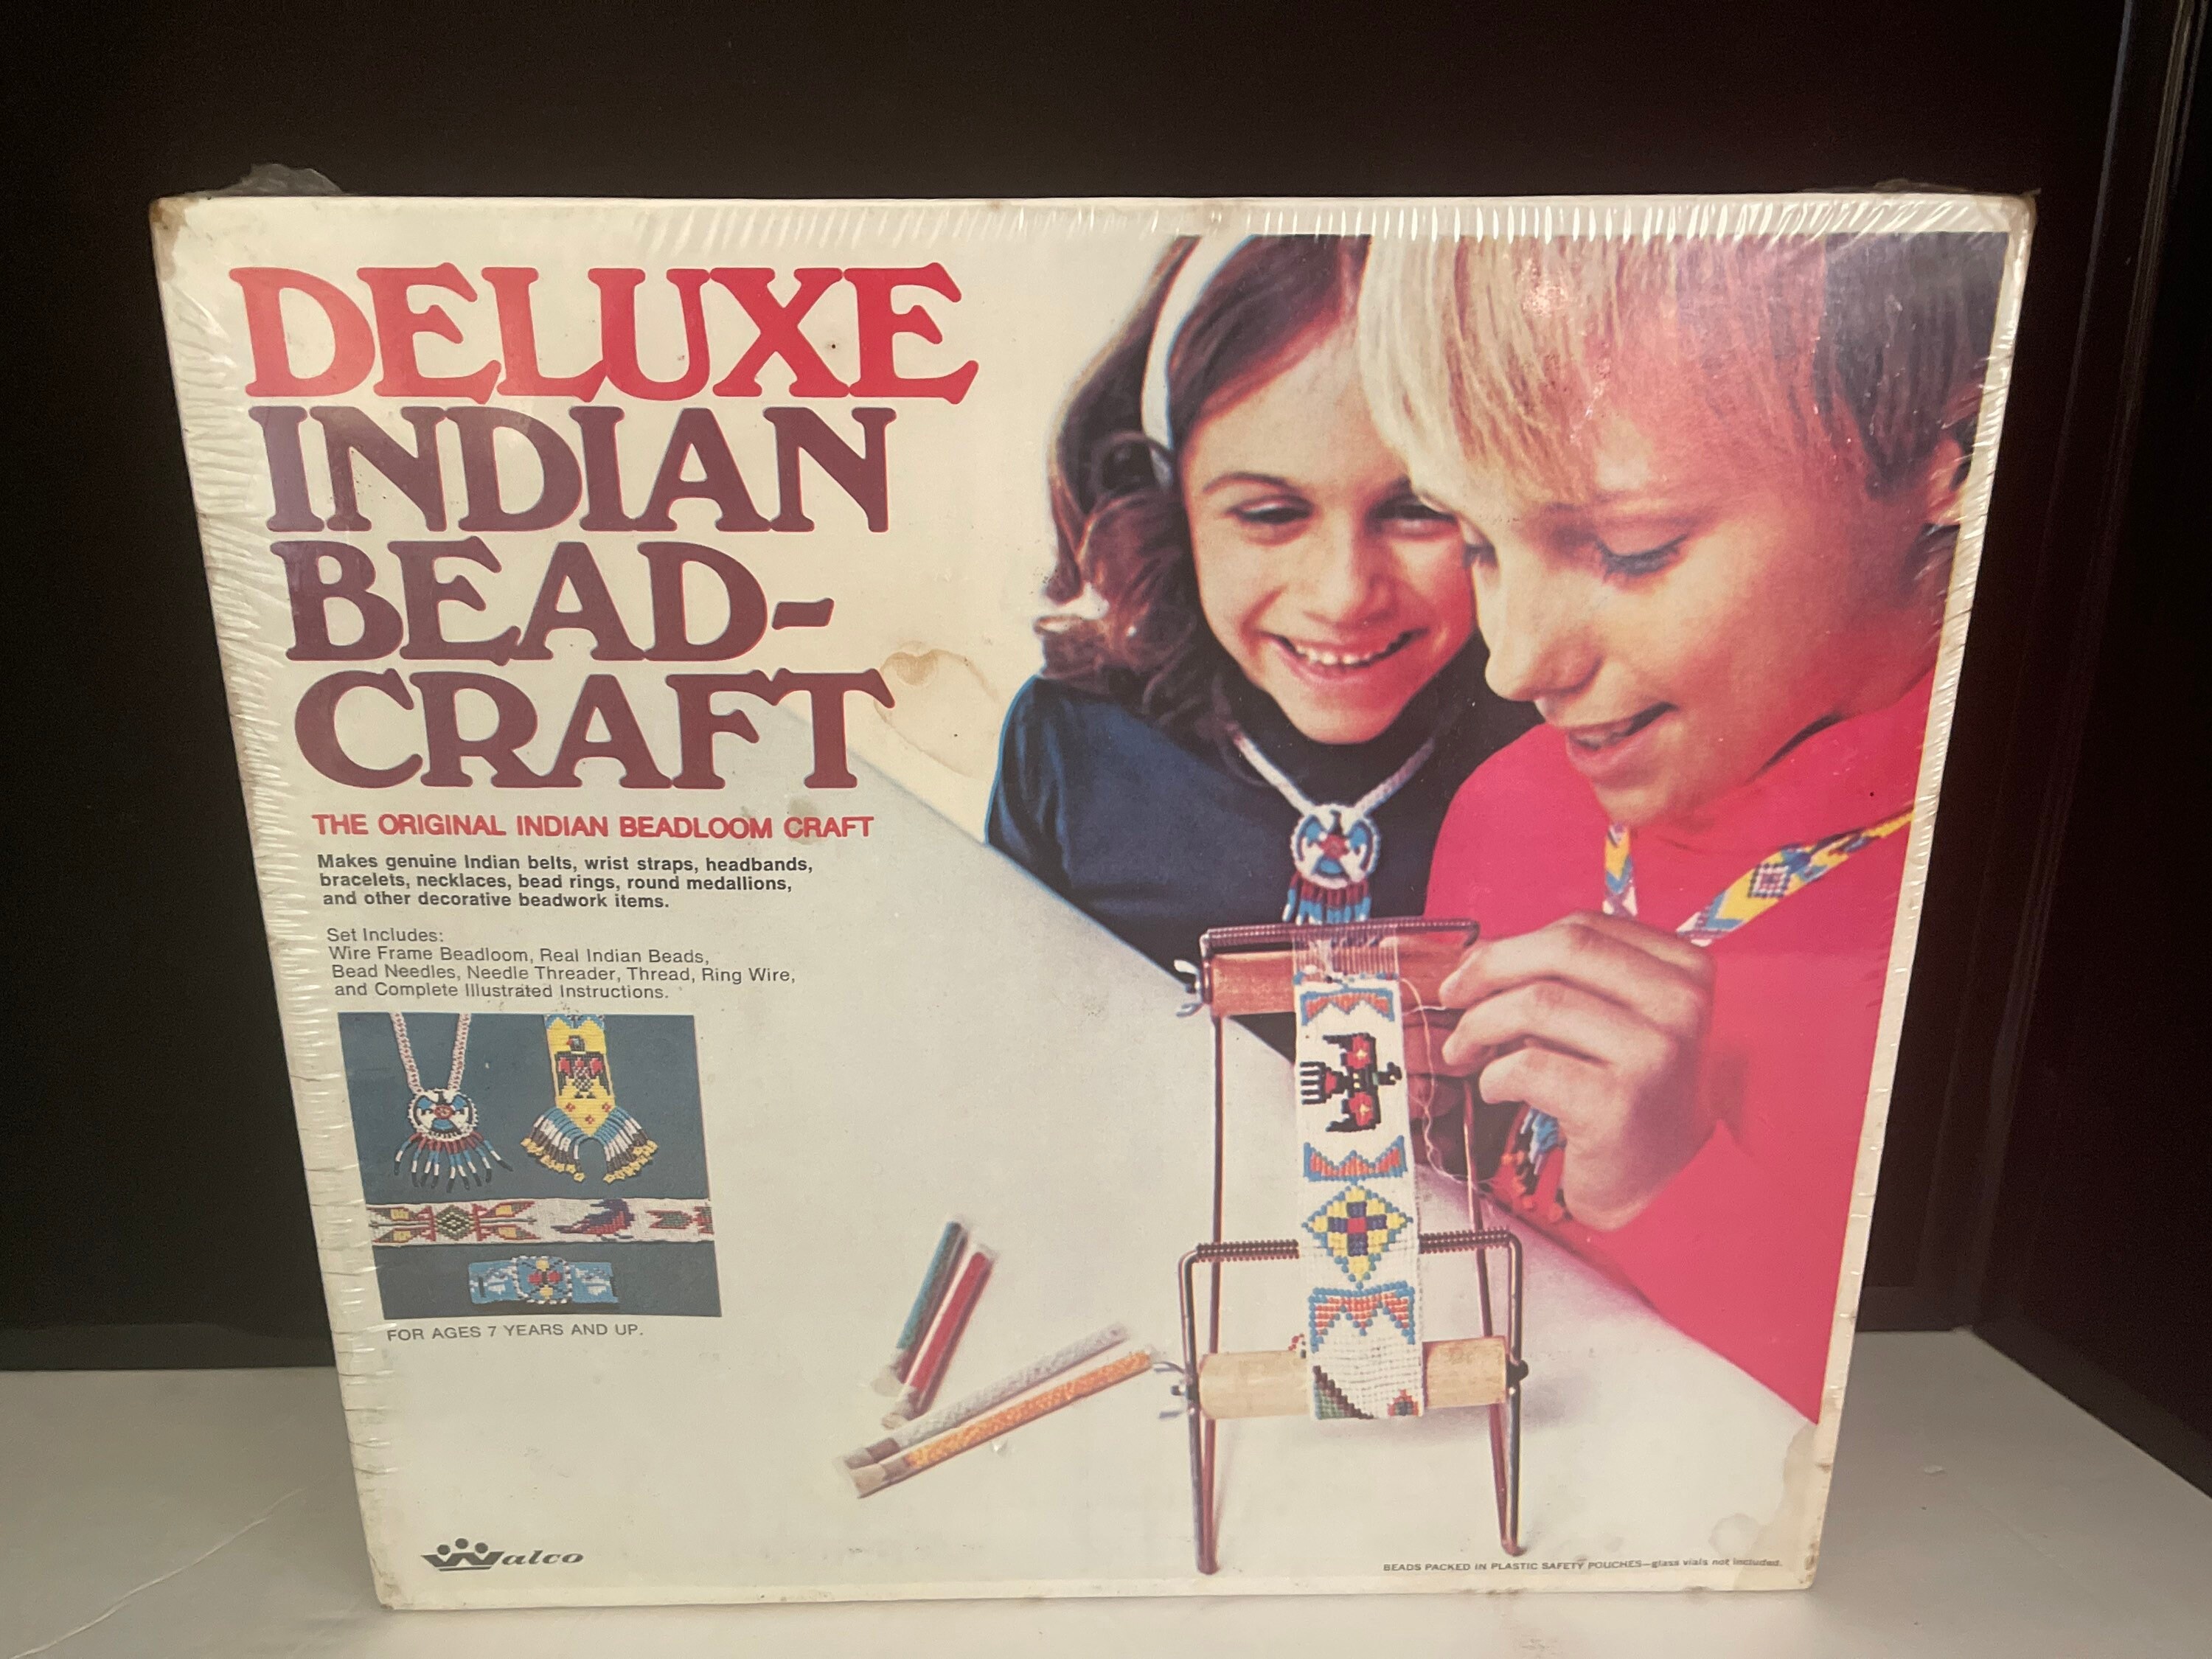 DELUXE
INDIAN
BEAD-
CRAFT
THE ORIGINAL INDIAN BEADLOOM CRAFT
Makes genuine Indian belts, wrist straps, headbands,
bracelets, necklaces, bead rings, round medallions,
and other decorative beadwork items.
Set Includes:
Wire Frame Beadloom, Real Indian Beads,
Bead Needles, Needle Threader, Thread, Ring Wire,
and Complete Illustrated Instructions.
FOR AGES 7 YEARS AND UP.
Walco
BEADS PACKED IN PLASTIC SAFETY POUCHES—glass vials not included.